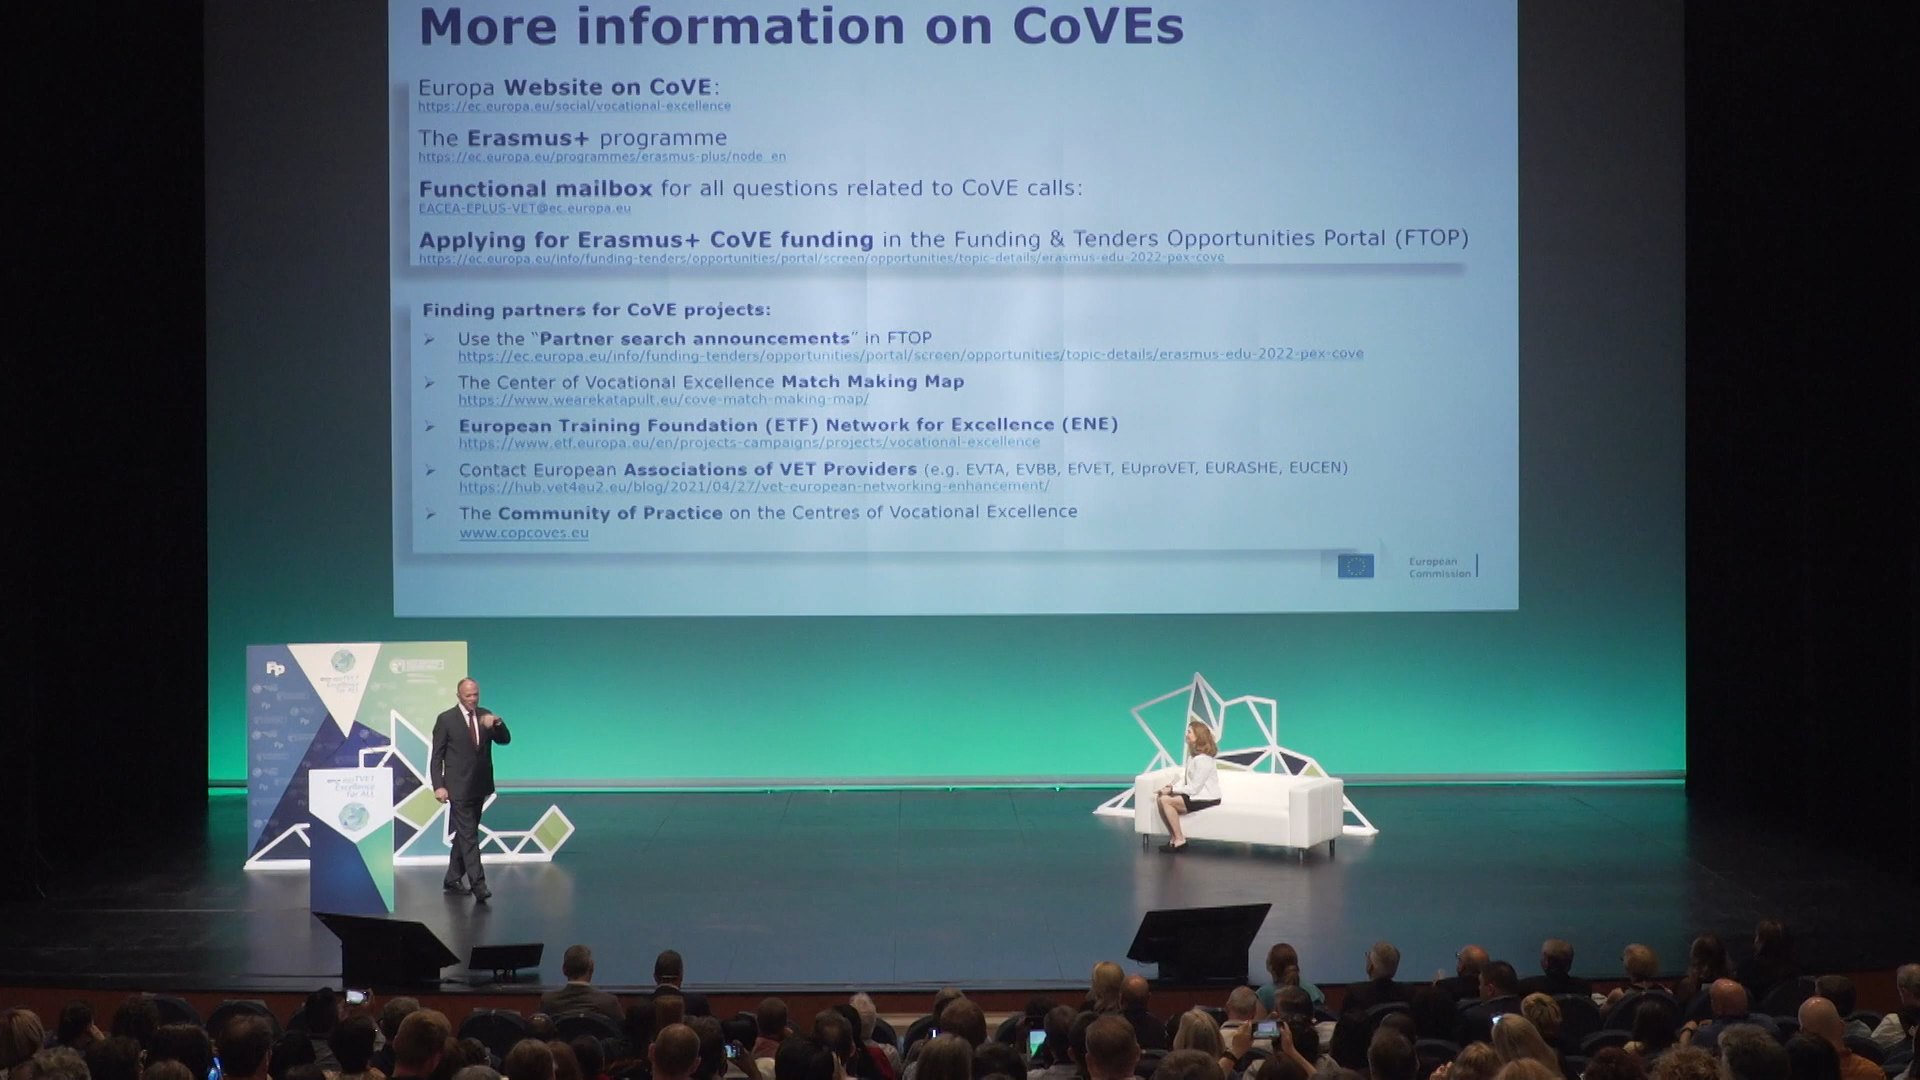 More information on CoVEs
Europa Website on CoVE:
https://ec.europa.eu/social/vocational-excellence
The Erasmus+ programme
https://ec.europa.eu/programmes/erasmus-plus/node_en
Functional mailbox for all questions related to CoVE calls:
EACEA-EPLUS-VET@ec.europa.eu
Applying for Erasmus+ CoVE funding in the Funding & Tenders Opportunities Portal (FTOP)
https://ec.europa.eu/info/funding-tenders/opportunities/portal/screen/opportunities/topic-details/erasmus-edu-2022-pex-cove
Finding partners for CoVE projects:
➢ Use the “Partner search announcements” in FTOP
https://ec.europa.eu/info/funding-tenders/opportunities/portal/screen/opportunities/topic-details/erasmus-edu-2022-pex-cove
➢ The Center of Vocational Excellence Match Making Map
https://www.wearekatapult.eu/cove-match-making-map/
➢ European Training Foundation (ETF) Network for Excellence (ENE)
https://www.etf.europa.eu/en/projects-campaigns/projects/vocational-excellence
➢ Contact European Associations of VET Providers (e.g. EVTA, EVBB, EfVET, EUproVET, EURASHE, EUCEN)
https://hub.vet4eu2.eu/blog/2021/04/27/vet-european-networking-enhancement/
➢ The Community of Practice on the Centres of Vocational Excellence
www.copcoves.eu
European
Commission
Fp
TVET
Excellence
for ALL
TVET
Excellence
for ALL